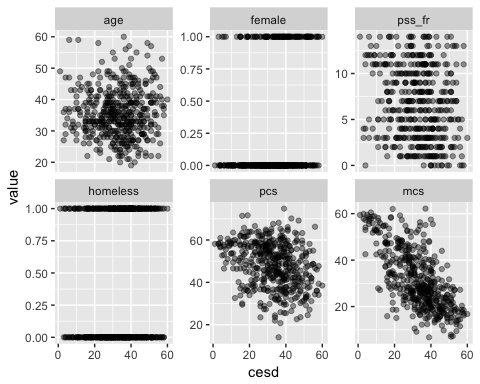 age female pss_fr
60 50 40 30 20
1.00 0.75 0.50 0.25 0.00
10 5 0
value
homeless pcs mcs
1.00 0.75 0.50 0.25 0.00
60 40 20
60 40 20
0 20 40 60 0 20 40 60 0 20 40 60
cesd